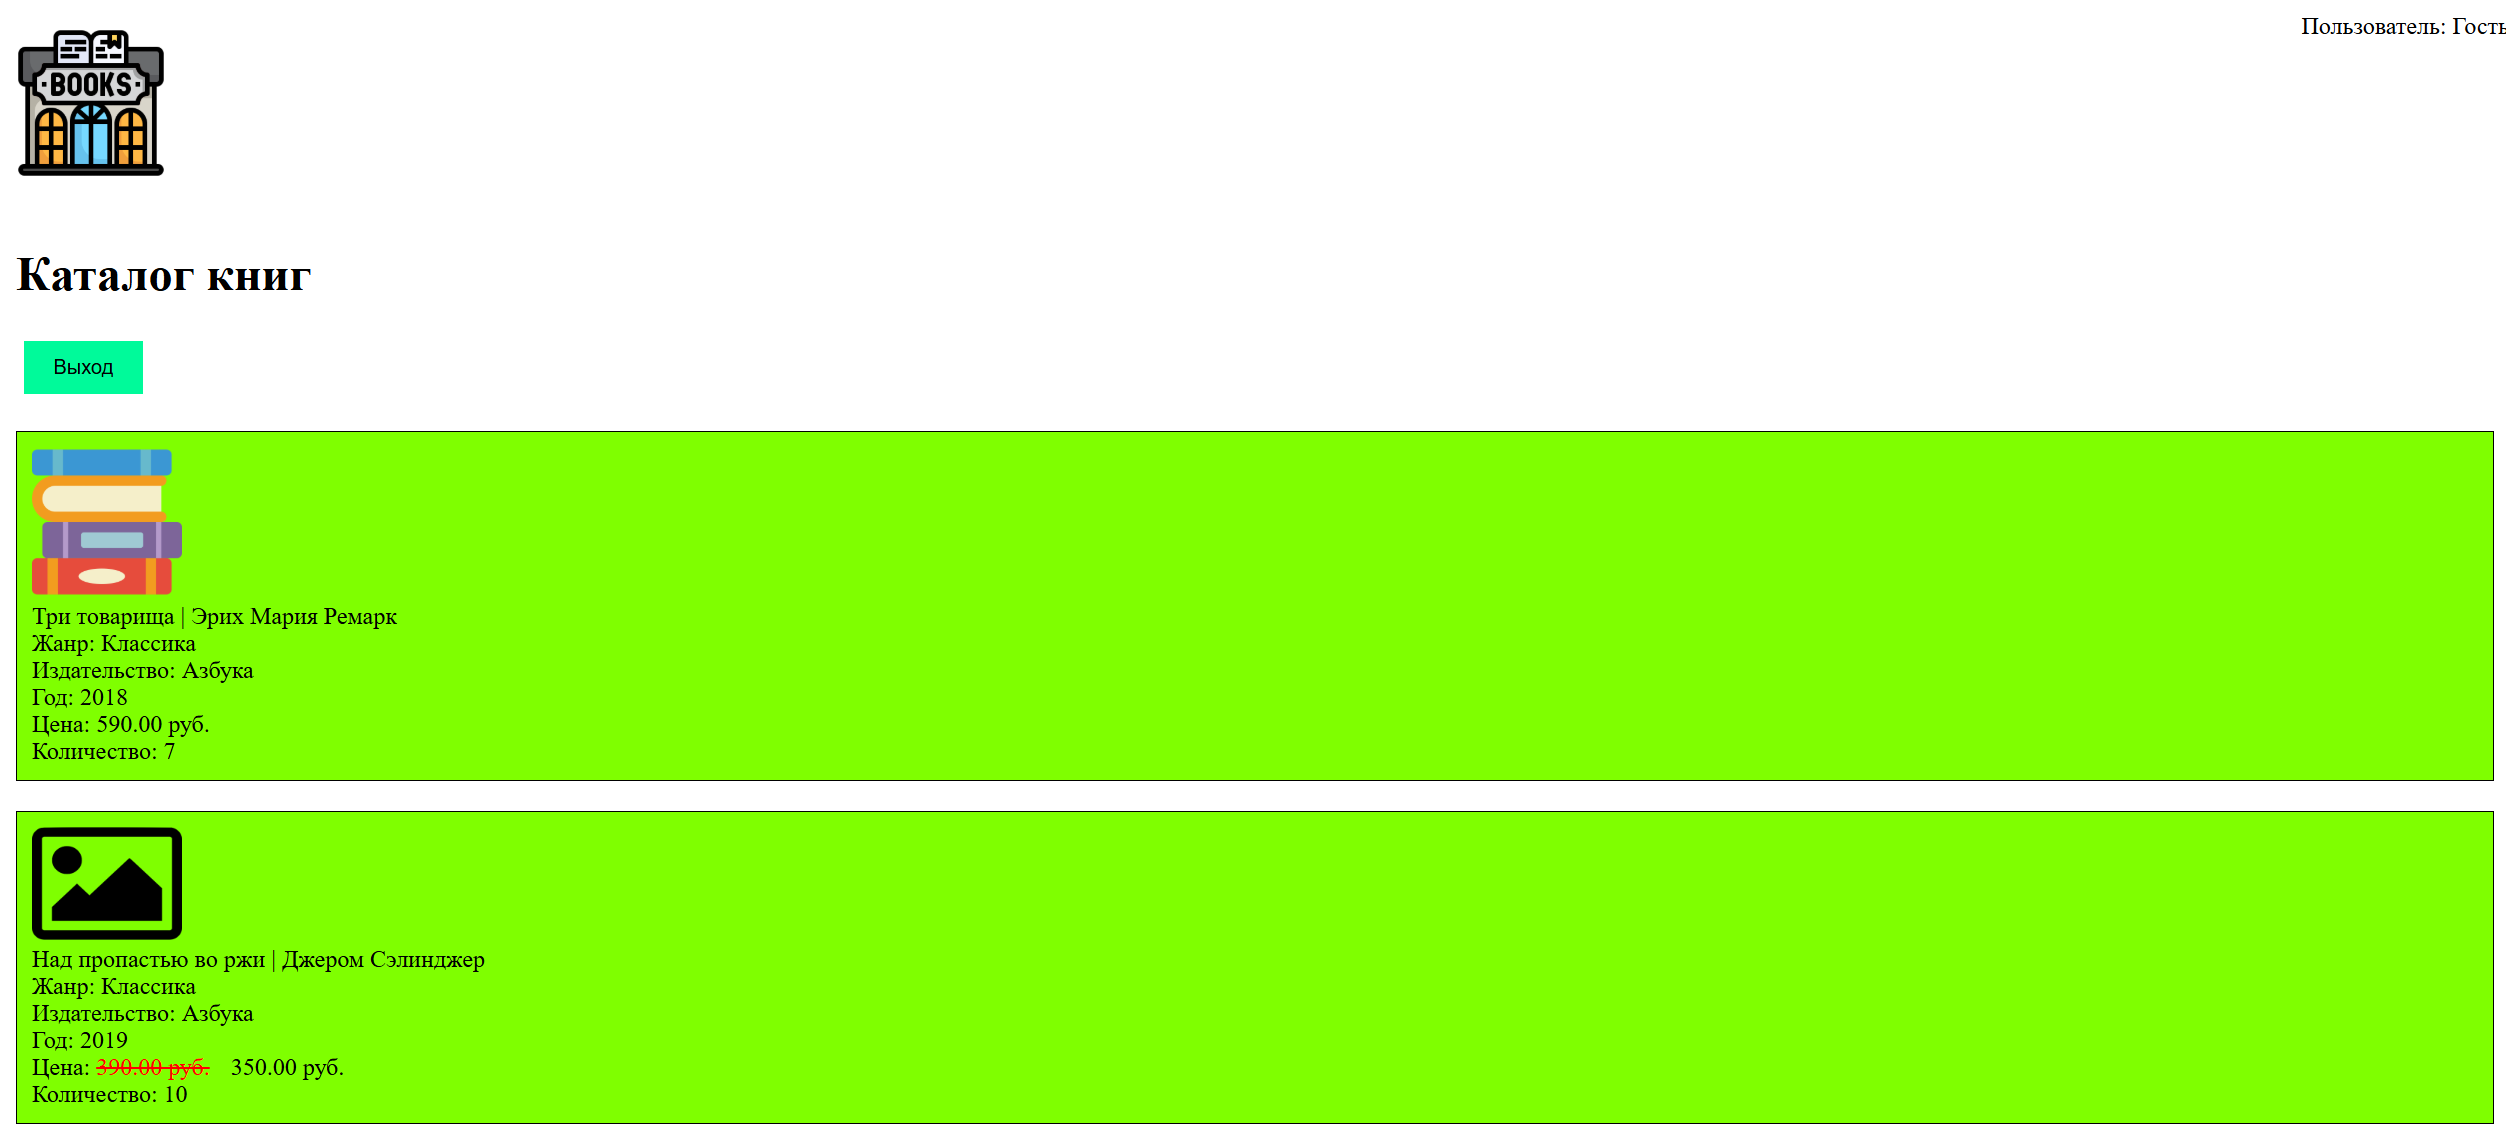 Пользователь: Гость
BOOKS
Каталог книг
Выход
Три товарища | Эрих Мария Ремарк
Жанр: Классика
Издательство: Азбука
Год: 2018
Цена: 590.00 руб.
Количество: 7
Над пропастью во ржи | Джером Сэлинджер
Жанр: Классика
Издательство: Азбука
Год: 2019
Цена: 390.00 руб. 350.00 руб.
Количество: 10